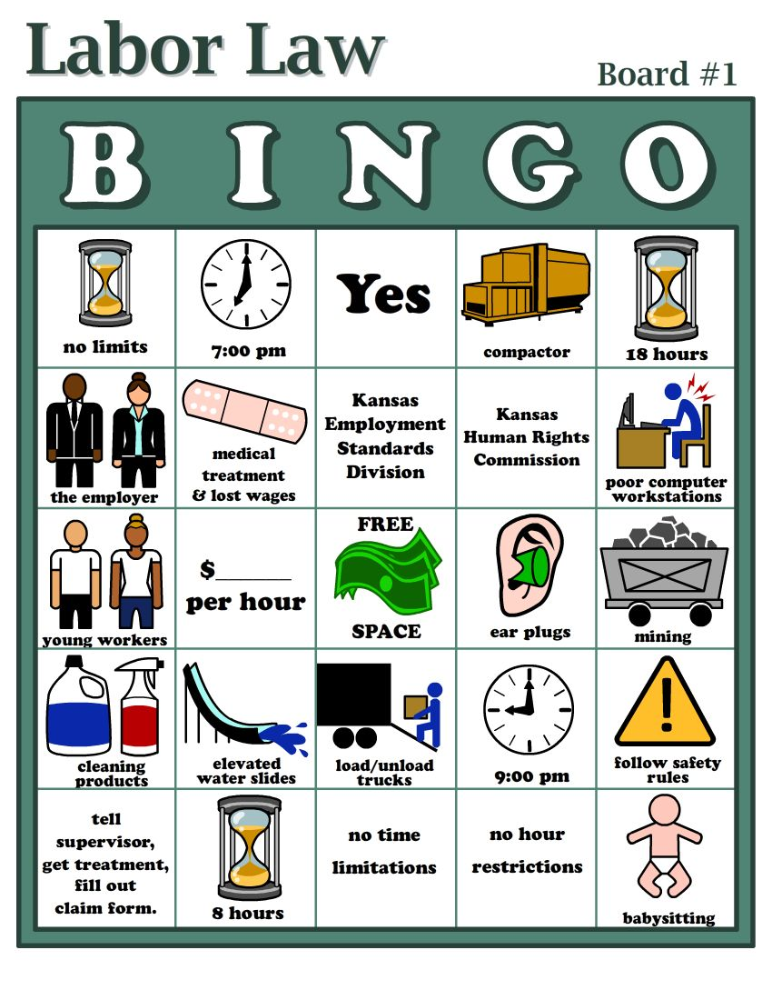 Labor Law
Board #1
B I N G O
no limits
7:00 pm
Yes
compactor
18 hours
the employer
medical
treatment
& lost wages
Kansas
Employment
Standards
Division
Kansas
Human Rights
Commission
poor computer
workstations
young workers
$______
per hour
FREE
SPACE
ear plugs
mining
cleaning
products
elevated
water slides
load/unload
trucks
9:00 pm
follow safety
rules
tell
supervisor,
get treatment,
fill out
claim form.
8 hours
no time
limitations
no hour
restrictions
babysitting